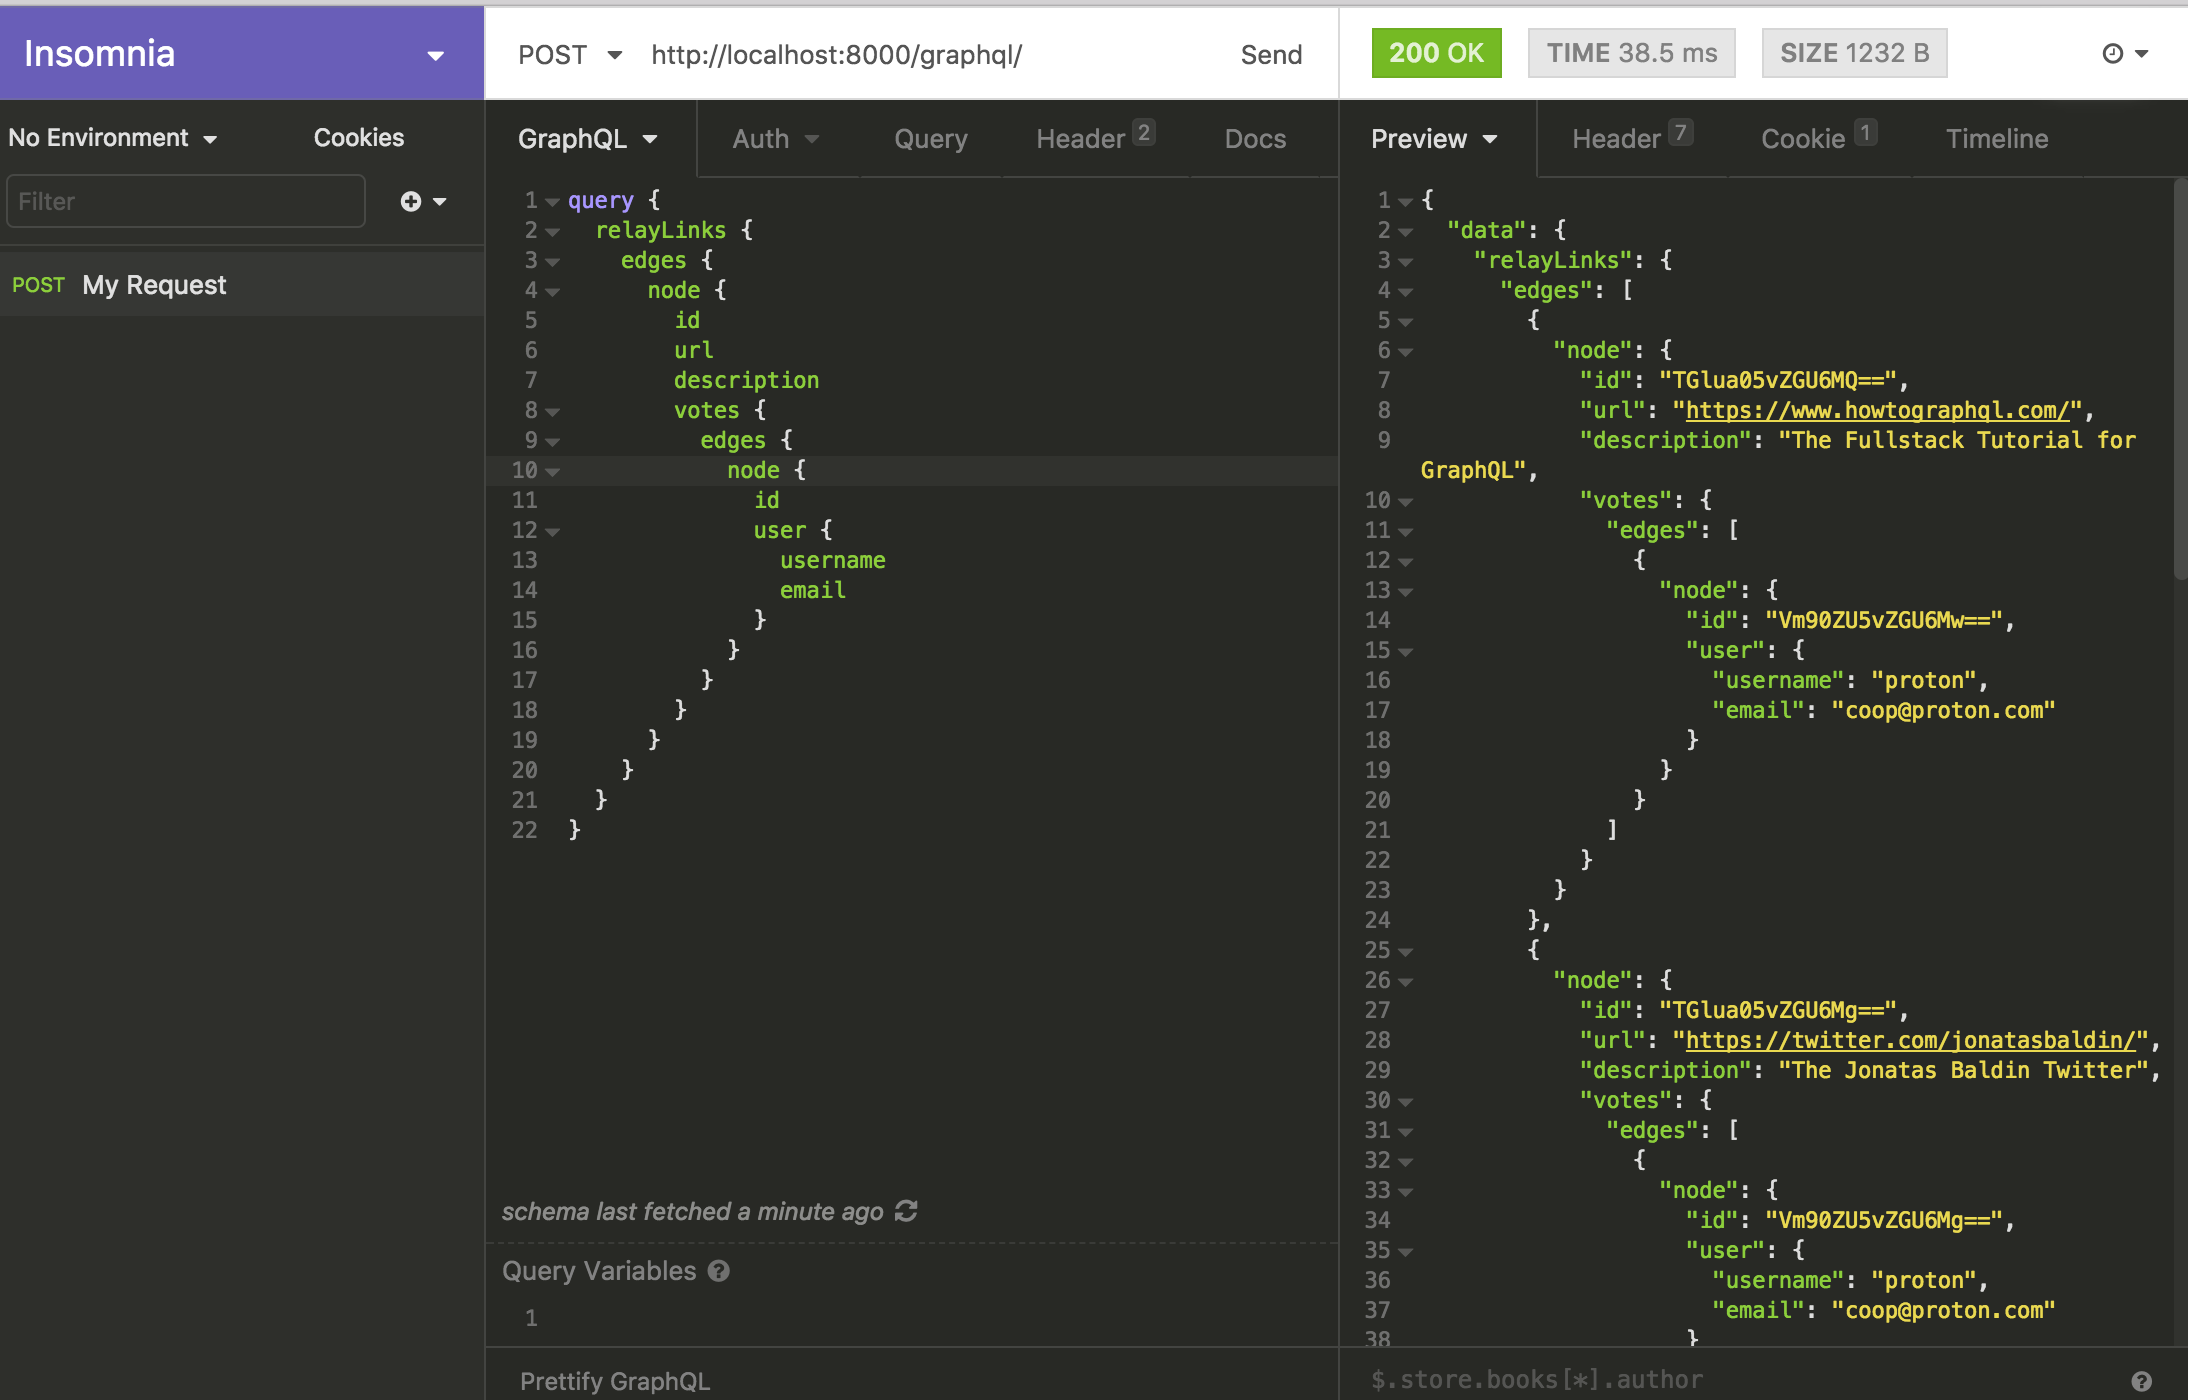 Insomnia
POST http://localhost:8000/graphql/ Send
200 OK TIME 38.5 ms SIZE 1232 B
No Environment Cookies
Filter
POST My Request
GraphQL Auth Query Header 2 Docs
1 query {
2 relayLinks {
3 edges {
4 node {
5 id
6 url
7 description
8 votes {
9 edges {
10 node {
11 id
12 user {
13 username
14 email
15 }
16 }
17 }
18 }
19 }
20 }
21 }
22 }
schema last fetched a minute ago
Query Variables ?
1
Prettify GraphQL
Preview Header 7 Cookie 1 Timeline
1 {
2 "data": {
3 "relayLinks": {
4 "edges": [
5 {
6 "node": {
7 "id": "TGlua05vZGU6MQ==",
8 "url": "https://www.howtographql.com/",
9 "description": "The Fullstack Tutorial for
GraphQL",
10 "votes": {
11 "edges": [
12 {
13 "node": {
14 "id": "Vm90ZU5vZGU6Mw==",
15 "user": {
16 "username": "proton",
17 "email": "coop@proton.com"
18 }
19 }
20 }
21 ]
22 }
23 }
24 },
25 {
26 "node": {
27 "id": "TGlua05vZGU6Mg==",
28 "url": "https://twitter.com/jonatasbaldin/",
29 "description": "The Jonatas Baldin Twitter",
30 "votes": {
31 "edges": [
32 {
33 "node": {
34 "id": "Vm90ZU5vZGU6Mg==",
35 "user": {
36 "username": "proton",
37 "email": "coop@proton.com"
38 }
$.store.books[*].author ?